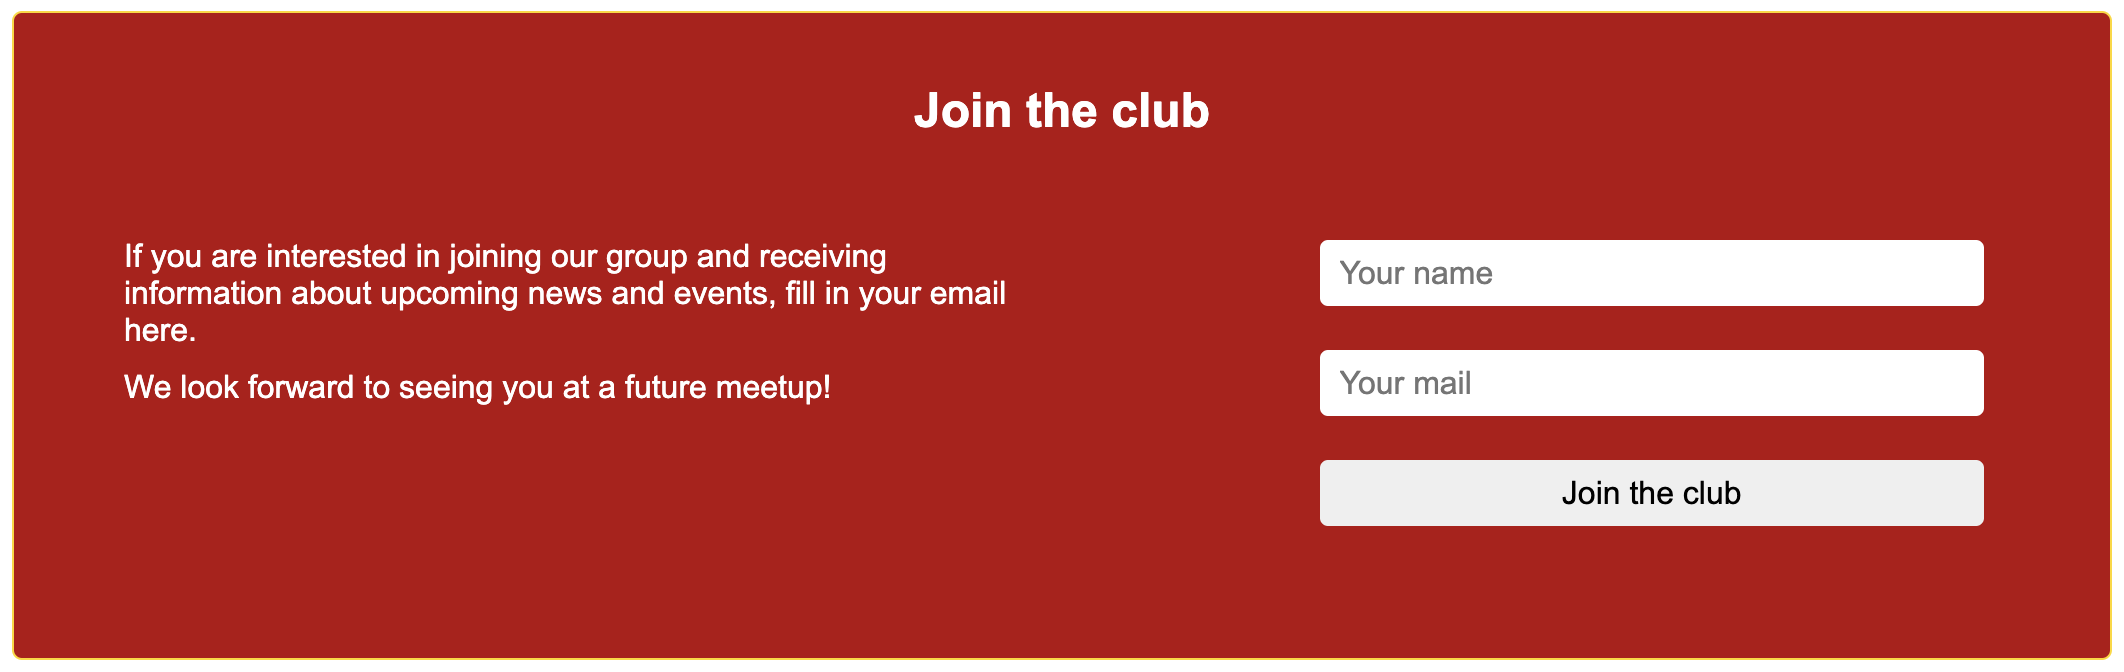 Join the club
If you are interested in joining our group and receiving
information about upcoming news and events, fill in your email
here.
We look forward to seeing you at a future meetup!
Your name
Your mail
Join the club